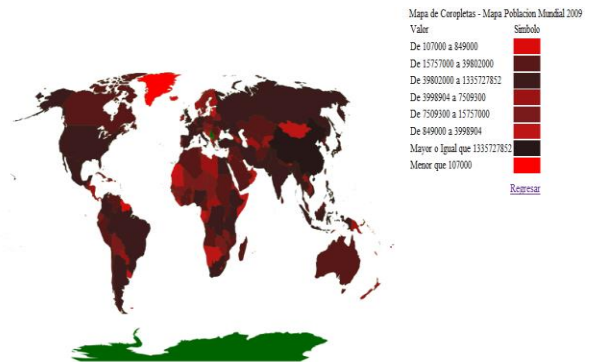 Mapa de Coropletas - Mapa Poblacion Mundial 2009
Valor Simbolo
De 107000 a 849000
De 15757000 a 39802000
De 39802000 a 1335727852
De 3998904 a 7509300
De 7509300 a 15757000
De 849000 a 3998904
Mayor o Igual que 1335727852
Menor que 107000
Regresar